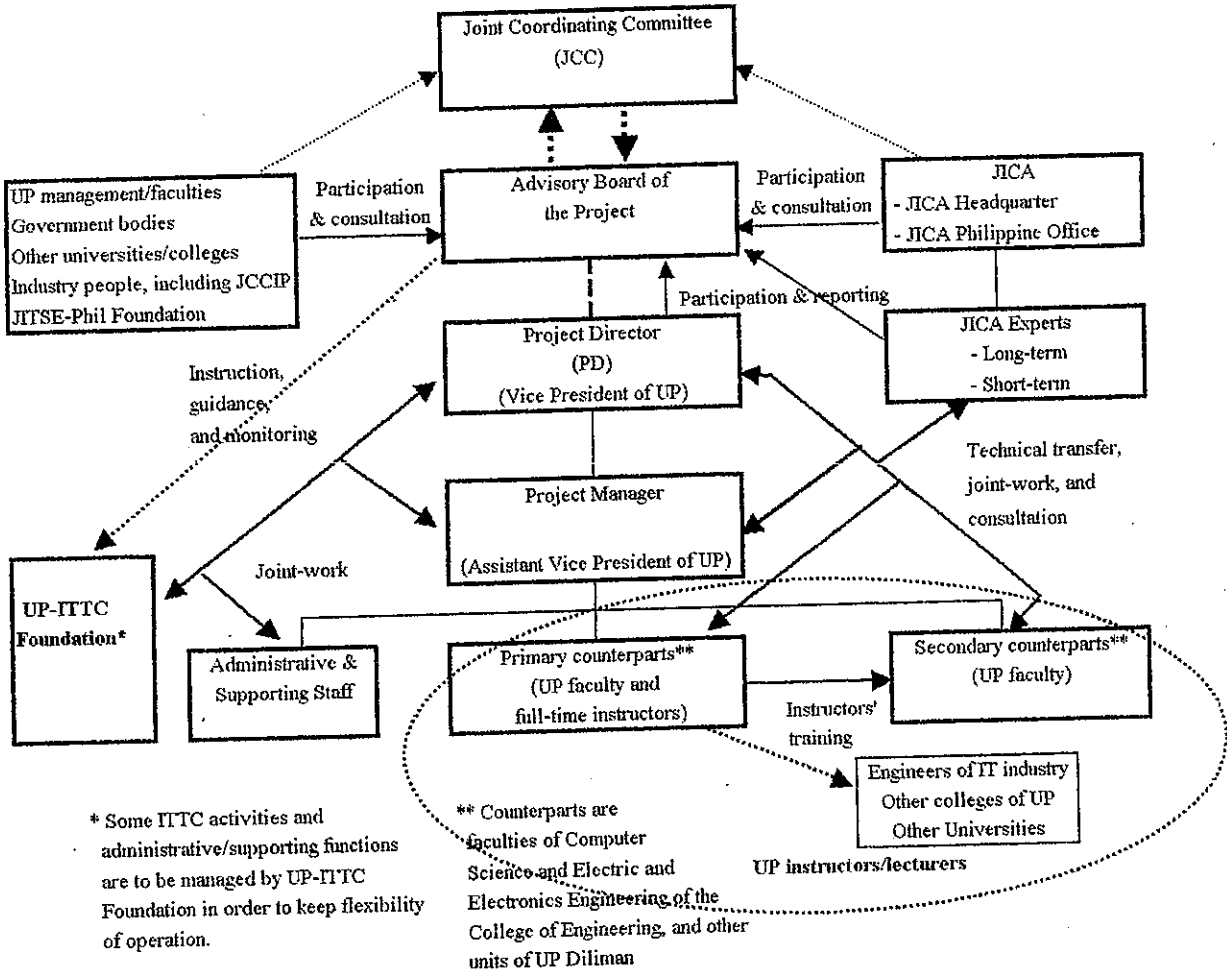 Joint Coordinating Committee
(JCC)
UP management/faculties
Government bodies
Other universities/colleges
Industry people, including JCCIP
JITSE-Phil Foundation
Participation
& consultation
Advisory Board of
the Project
Participation
& consultation
JICA
- JICA Headquarter
- JICA Philippine Office
Participation & reporting
JICA Experts
- Long-term
- Short-term
Project Director
(PD)
(Vice President of UP)
Instruction,
guidance,
and monitoring
Technical transfer,
joint-work, and
consultation
Project Manager
(Assistant Vice President of UP)
Joint-work
UP-ITTC
Foundation*
Administrative &
Supporting Staff
Primary counterparts**
(UP faculty and
full-time instructors)
Secondary counterparts**
(UP faculty)
Instructors'
training
Engineers of IT industry
Other colleges of UP
Other Universities
UP instructors/lecturers
* Some ITTC activities and
administrative/supporting functions
are to be managed by UP-ITTC
Foundation in order to keep flexibility
of operation.
** Counterparts are
faculties of Computer
Science and Electric and
Electronics Engineering of the
College of Engineering, and other
units of UP Diliman